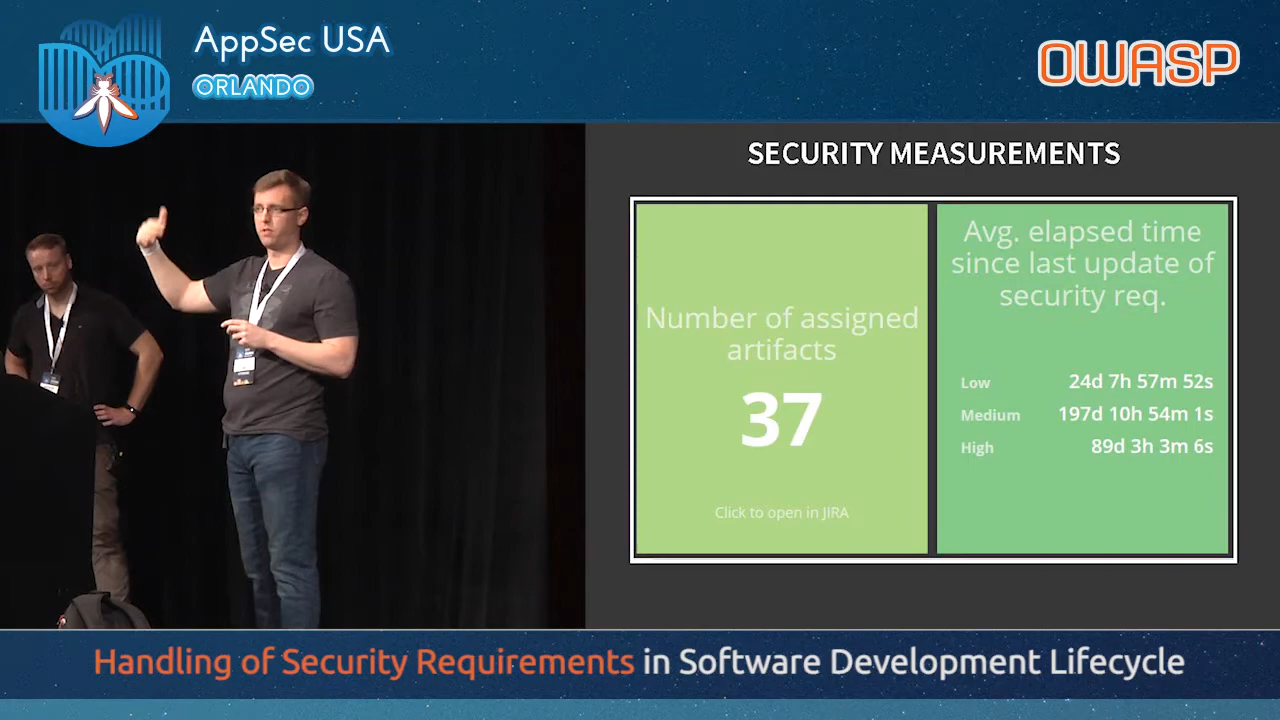 AppSec USA
ORLANDO
OWASP
SECURITY MEASUREMENTS
Number of assigned
artifacts
37
Click to open in JIRA
Avg. elapsed time
since last update of
security req.
Low 24d 7h 57m 52s
Medium 197d 10h 54m 1s
High 89d 3h 3m 6s
Handling of Security Requirements in Software Development Lifecycle